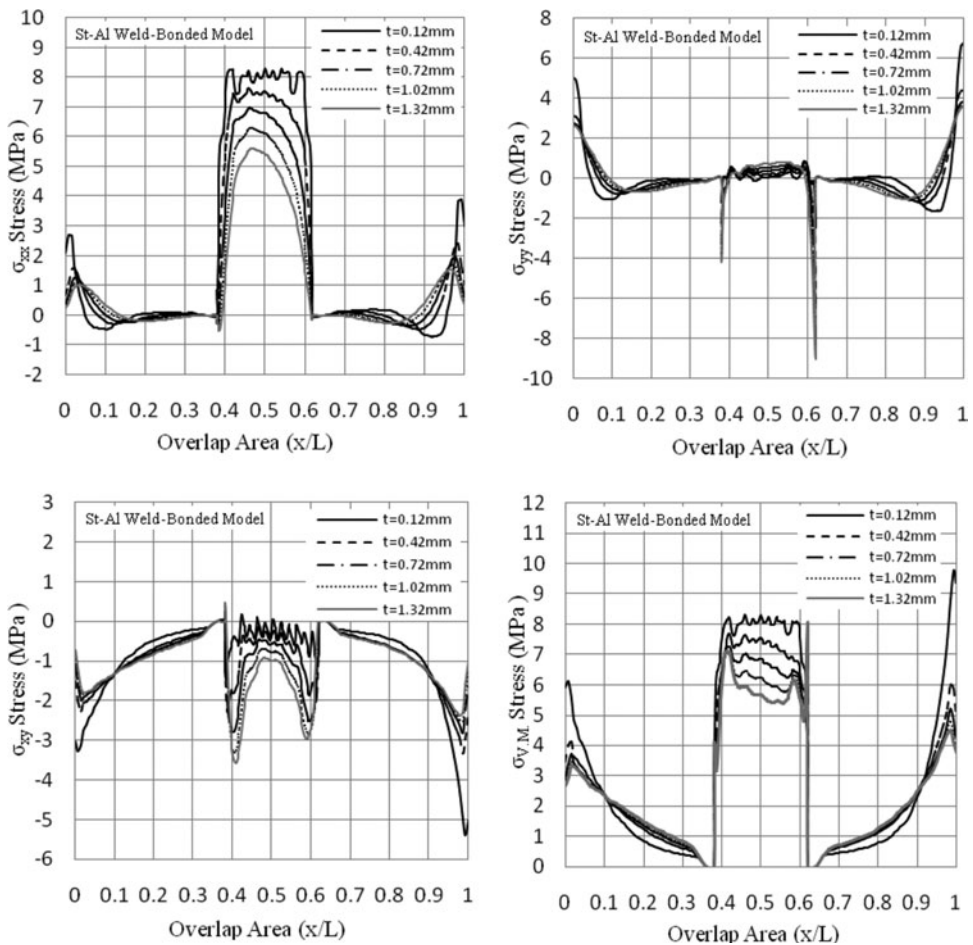 10
9
8
7
6
5
4
3
2
1
0
-1
-2
σxx Stress (MPa)
St-Al Weld-Bonded Model
t=0.12mm
t=0.42mm
t=0.72mm
t=1.02mm
t=1.32mm
0 0.1 0.2 0.3 0.4 0.5 0.6 0.7 0.8 0.9 1
Overlap Area (x/L)
8
6
4
2
0
-2
-4
-6
-8
-10
σyy Stress (MPa)
St-Al Weld-Bonded Model
t=0.12mm
t=0.42mm
t=0.72mm
t=1.02mm
t=1.32mm
0 0.1 0.2 0.3 0.4 0.5 0.6 0.7 0.8 0.9 1
Overlap Area (x/L)
3
2
1
0
-1
-2
-3
-4
-5
-6
σxy Stress (MPa)
St-Al Weld-Bonded Model
t=0.12mm
t=0.42mm
t=0.72mm
t=1.02mm
t=1.32mm
0 0.1 0.2 0.3 0.4 0.5 0.6 0.7 0.8 0.9 1
Overlap Area (x/L)
12
11
10
9
8
7
6
5
4
3
2
1
0
σV.M. Stress (MPa)
St-Al Weld-Bonded Model
t=0.12mm
t=0.42mm
t=0.72mm
t=1.02mm
t=1.32mm
0 0.1 0.2 0.3 0.4 0.5 0.6 0.7 0.8 0.9 1
Overlap Area (x/L)